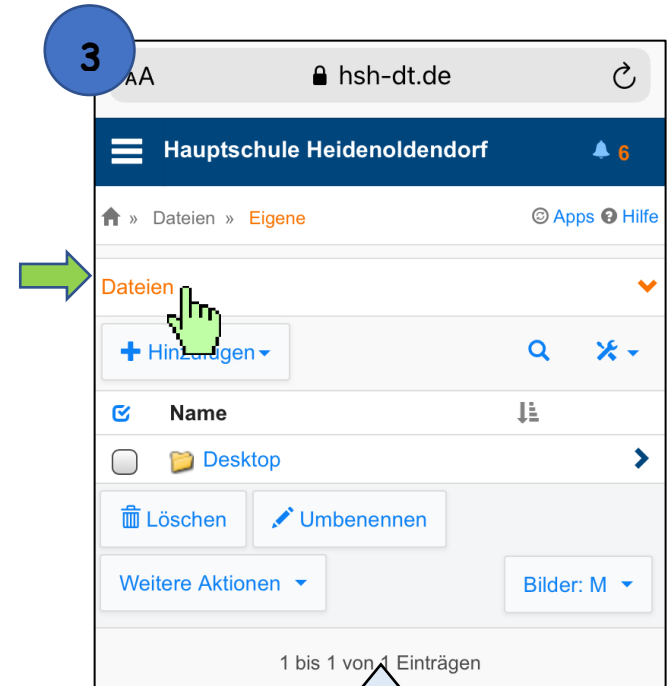 3
AA hsh-dt.de
Hauptschule Heidenoldendorf 6
» Dateien » Eigene Apps Hilfe
Dateien
Hinzufügen
Name
Desktop
Löschen Umbenennen
Weitere Aktionen Bilder: M
1 bis 1 von 1 Einträgen